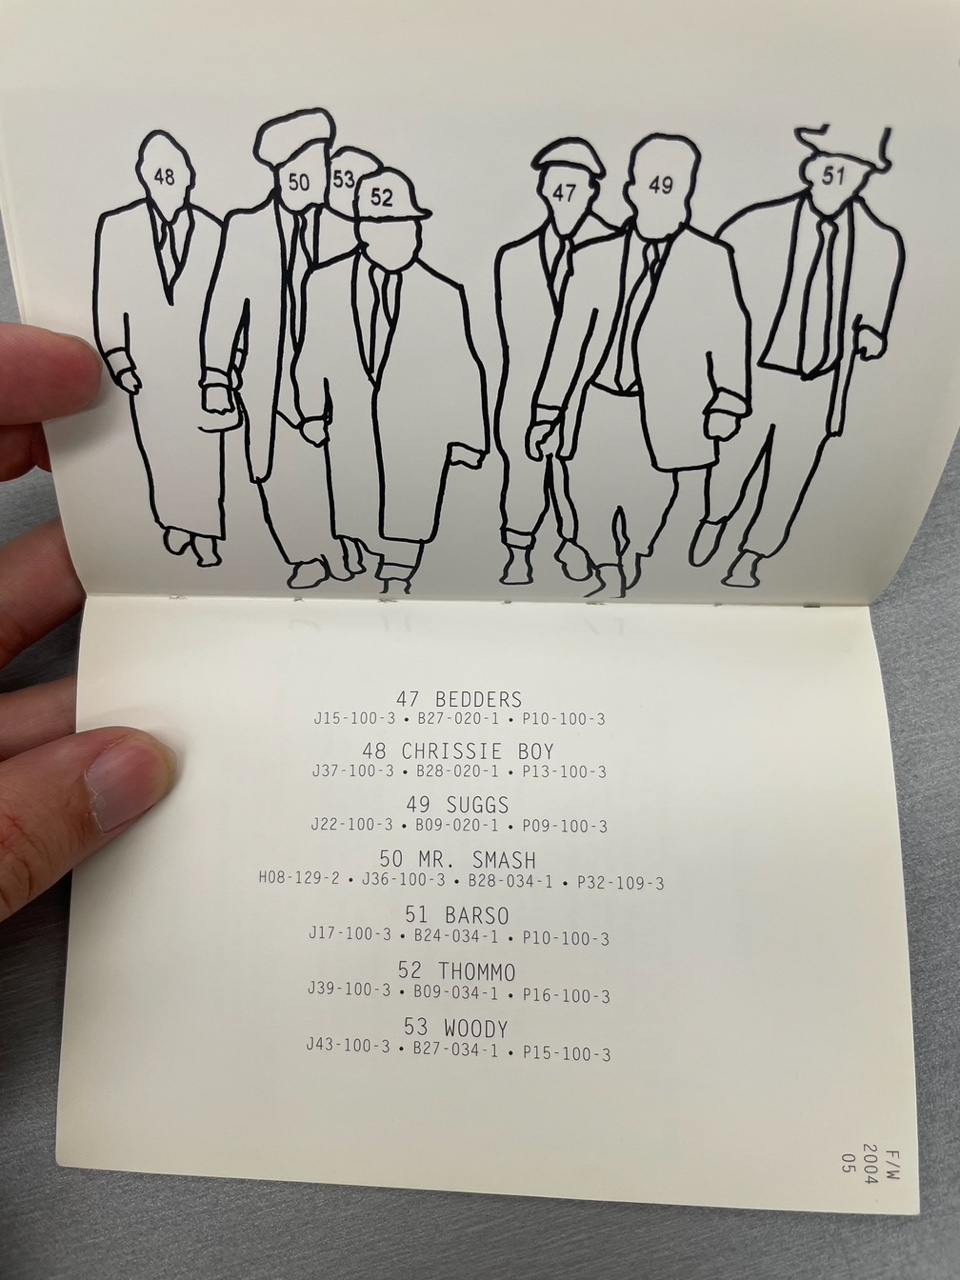 48
50
53
52
47
49
51
47 BEDDERS
J15-100-3 • B27-020-1 • P10-100-3
48 CHRISSIE BOY
J37-100-3 • B28-020-1 • P13-100-3
49 SUGGS
J22-100-3 • B09-020-1 • P09-100-3
50 MR. SMASH
H08-129-2 • J36-100-3 • B28-034-1 • P32-109-3
51 BARSO
J17-100-3 • B24-034-1 • P10-100-3
52 THOMMO
J39-100-3 • B09-034-1 • P16-100-3
53 WOODY
J43-100-3 • B27-034-1 • P15-100-3
F/W
2004
05